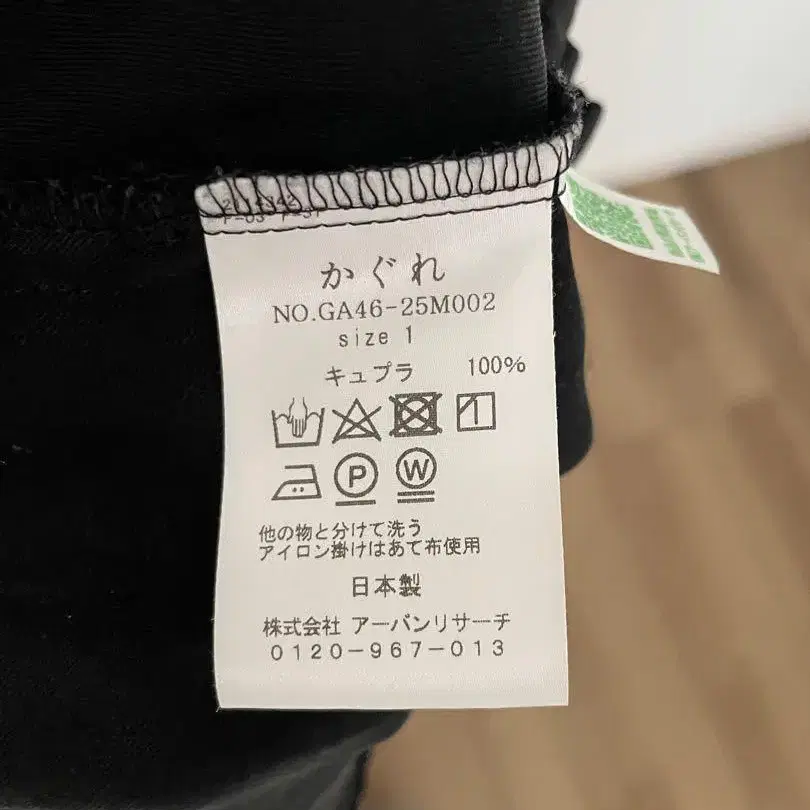 かぐれ
NO.GA46-25M002
size 1
キュプラ 100%
P W
他の物と分けて洗う
アイロン掛けはあて布使用
日本製
株式会社 アーバンリサーチ
0120-967-013